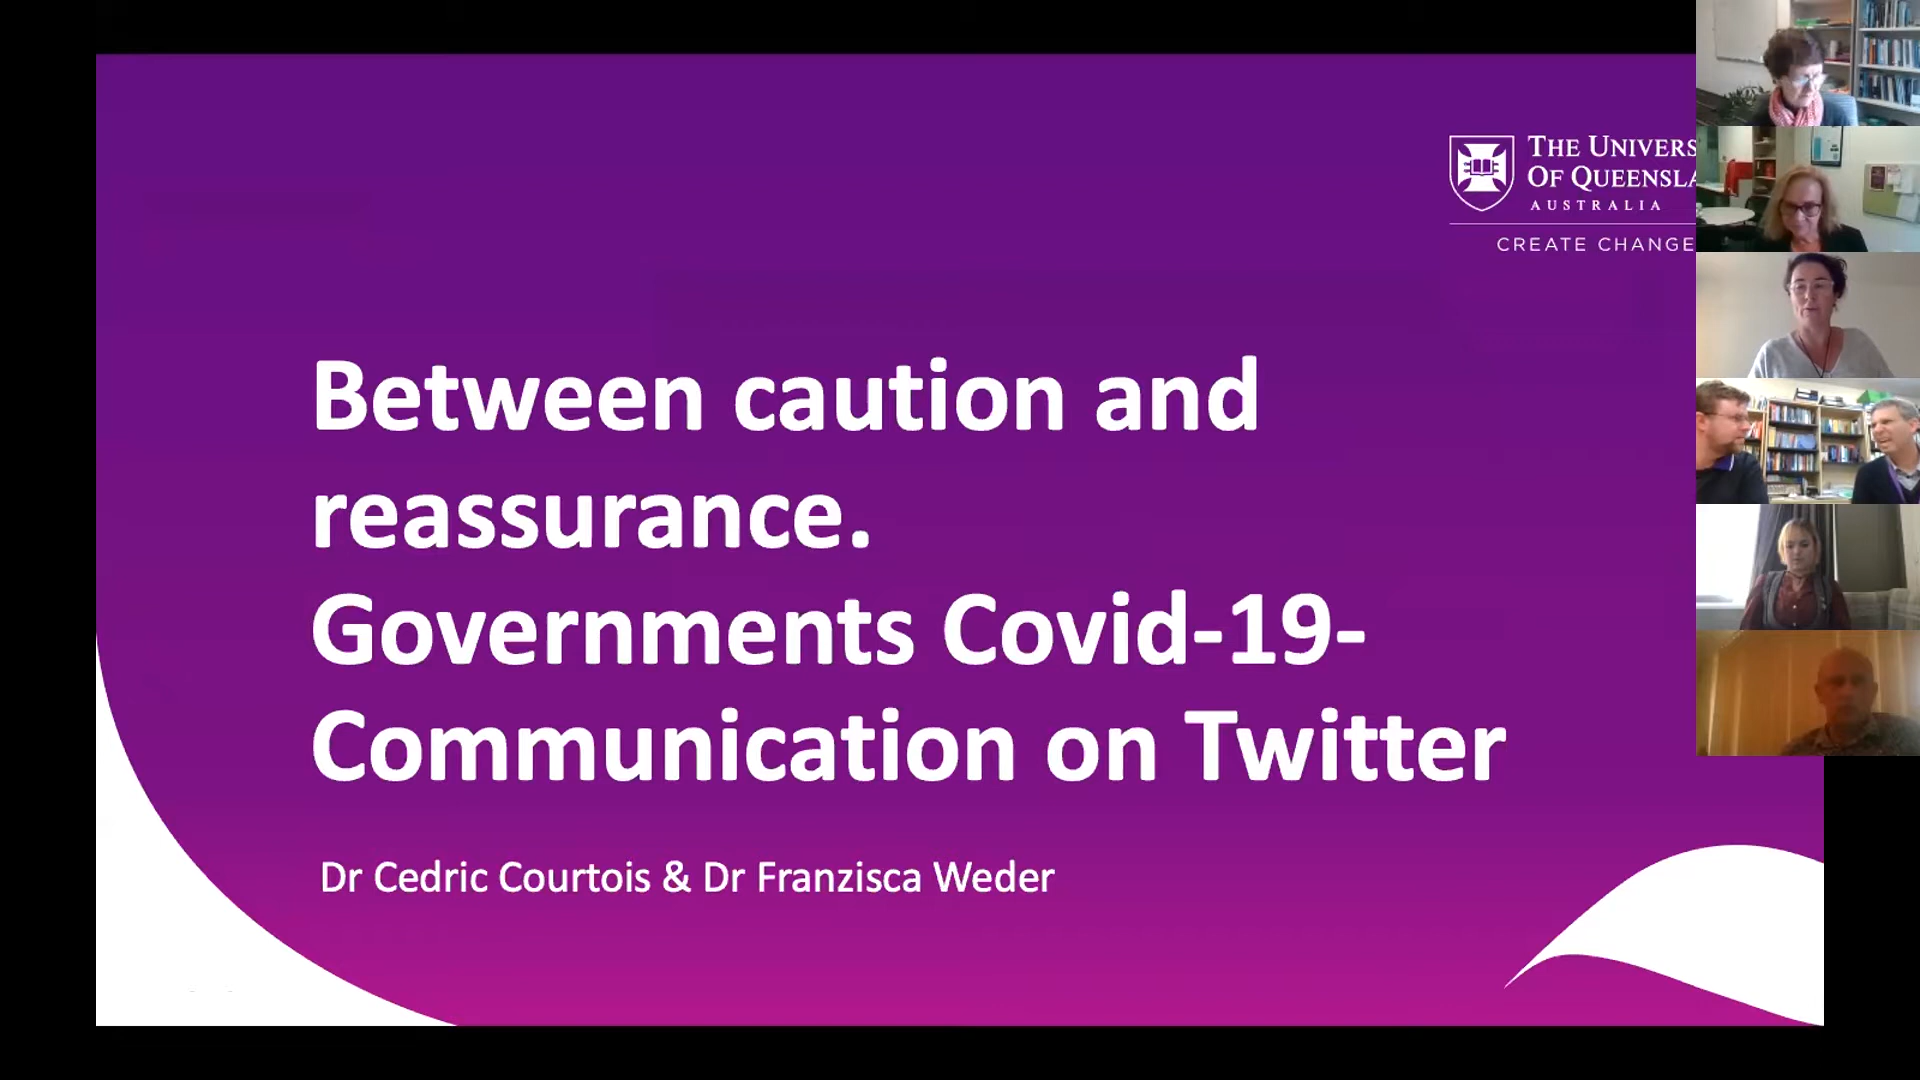 THE UNIVERS
OF QUEENSLA
AUSTRALIA
CREATE CHANGE
Between caution and
reassurance.
Governments Covid-19-
Communication on Twitter
Dr Cedric Courtois & Dr Franzisca Weder